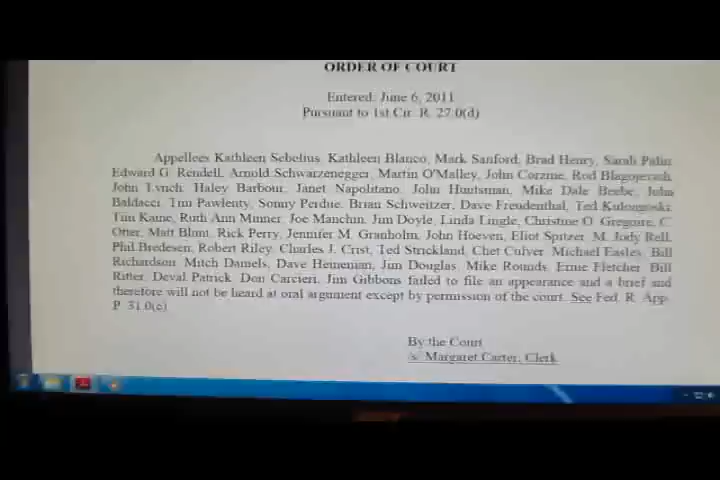 ORDER OF COURT
Entered: June 6, 2011
Pursuant to 1st Cir. R. 27.0(d)
Appellees Kathleen Sebelius, Kathleen Blanco, Mark Sanford, Brad Henry, Sarah Palin,
Edward G. Rendell, Arnold Schwarzenegger, Martin O'Malley, John Corzine, Rod Blagojevich,
John Lynch, Haley Barbour, Janet Napolitano, John Huntsman, Mike Dale Beebe, John
Baldacci, Tim Pawlenty, Sonny Perdue, Brian Schweitzer, Dave Freudenthal, Ted Kulongoski,
Tim Kaine, Ruth Ann Minner, Joe Manchin, Jim Doyle, Linda Lingle, Christine O. Gregoire, C.
Otter, Matt Blunt, Rick Perry, Jennifer M. Granholm, John Hoeven, Eliot Spitzer, M. Jody Rell,
Phil Bredesen, Robert Riley, Charles J. Crist, Ted Strickland, Chet Culver, Michael Easley, Bill
Richardson, Mitch Daniels, Dave Heineman, Jim Douglas, Mike Rounds, Ernie Fletcher, Bill
Ritter, Deval Patrick, Don Carcieri, Jim Gibbons failed to file an appearance and a brief and
therefore will not be heard at oral argument except by permission of the court. See Fed. R. App.
P. 31.0(c).
By the Court:
/s/ Margaret Carter, Clerk